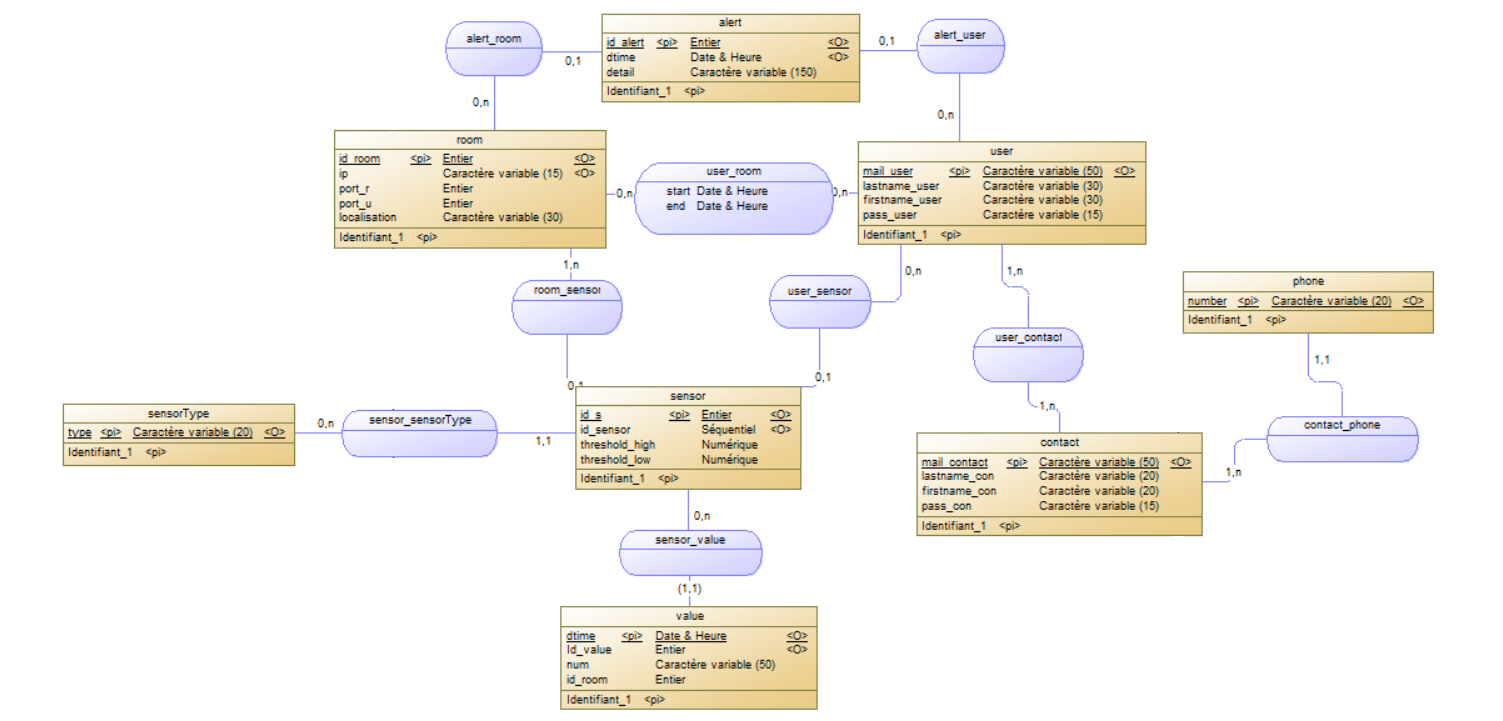 alert
id_alert <pi> Entier <O>
dtime Date & Heure <O>
detail Caractère variable (150)
Identifiant_1 <pi>
alert_room
0,1
0,n
alert_user
0,1
0,n
room
id_room <pi> Entier <O>
ip Caractère variable (15) <O>
port_r Entier
port_u Entier
localisation Caractère variable (30)
Identifiant_1 <pi>
0,n
user_room
start Date & Heure
end Date & Heure
0,n
user
mail_user <pi> Caractère variable (50) <O>
lastname_user Caractère variable (30)
firstname_user Caractère variable (30)
pass_user Caractère variable (15)
Identifiant_1 <pi>
1,n
room_sensor
0,1
0,n
user_sensor
0,1
1,n
user_contact
1,n
phone
number <pi> Caractère variable (20) <O>
Identifiant_1 <pi>
1,1
contact_phone
1,n
sensorType
type <pi> Caractère variable (20) <O>
Identifiant_1 <pi>
0,n
sensor_sensorType
1,1
sensor
id_s <pi> Entier <O>
id_sensor Séquentiel <O>
threshold_high Numérique
threshold_low Numérique
Identifiant_1 <pi>
contact
mail_contact <pi> Caractère variable (50) <O>
lastname_con Caractère variable (20)
firstname_con Caractère variable (20)
pass_con Caractère variable (15)
Identifiant_1 <pi>
0,n
sensor_value
(1,1)
value
dtime <pi> Date & Heure <O>
Id_value Entier <O>
num Caractère variable (50)
id_room Entier
Identifiant_1 <pi>